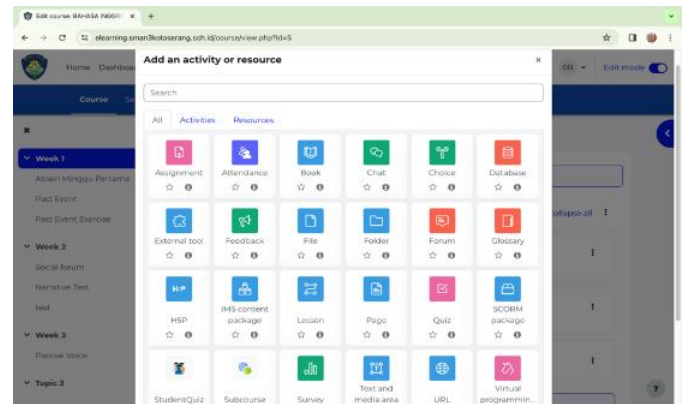 Edit course: BAHASA INGGRI
elearning.sman3kotaserang.sch.id/course/view.php?id=5
Home Dashboa
Add an activity or resource
GR
Edit mode
Course
Search
All Activities Resources
Week 1
Absen Minggu Pertama
Past Event
Past Event Exercise
Week 2
Social forum
Narrative Text
test
Week 3
Passive Voice
Topic 3
Collapse all
Assignment Attendance Book Chat Choice Database
External tool Feedback File Folder Forum Glossary
H5P IMS content package Lesson Page Quiz SCORM package
StudentQuiz Subcourse Survey Text and media area URL Virtual programmin...